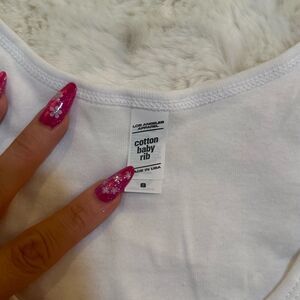 LOS ANGELES
APPAREL
cotton
baby
rib
MADE IN USA